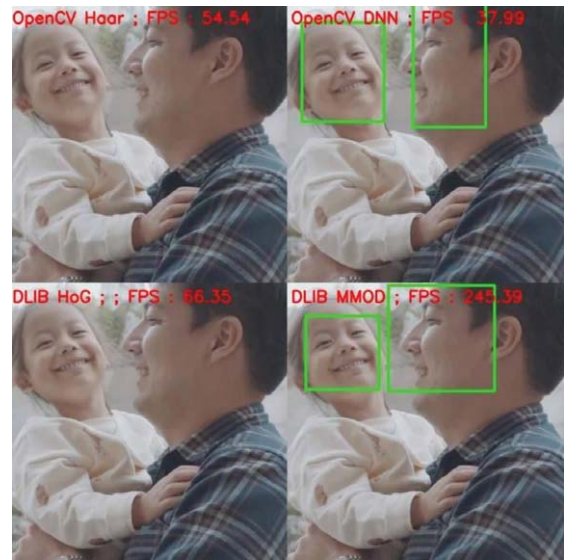 OpenCV Haar ; FPS : 54.54
OpenCV DNN ; FPS : 37.99
DLIB HoG ; ; FPS : 66.35
DLIB MMOD ; FPS : 245.39